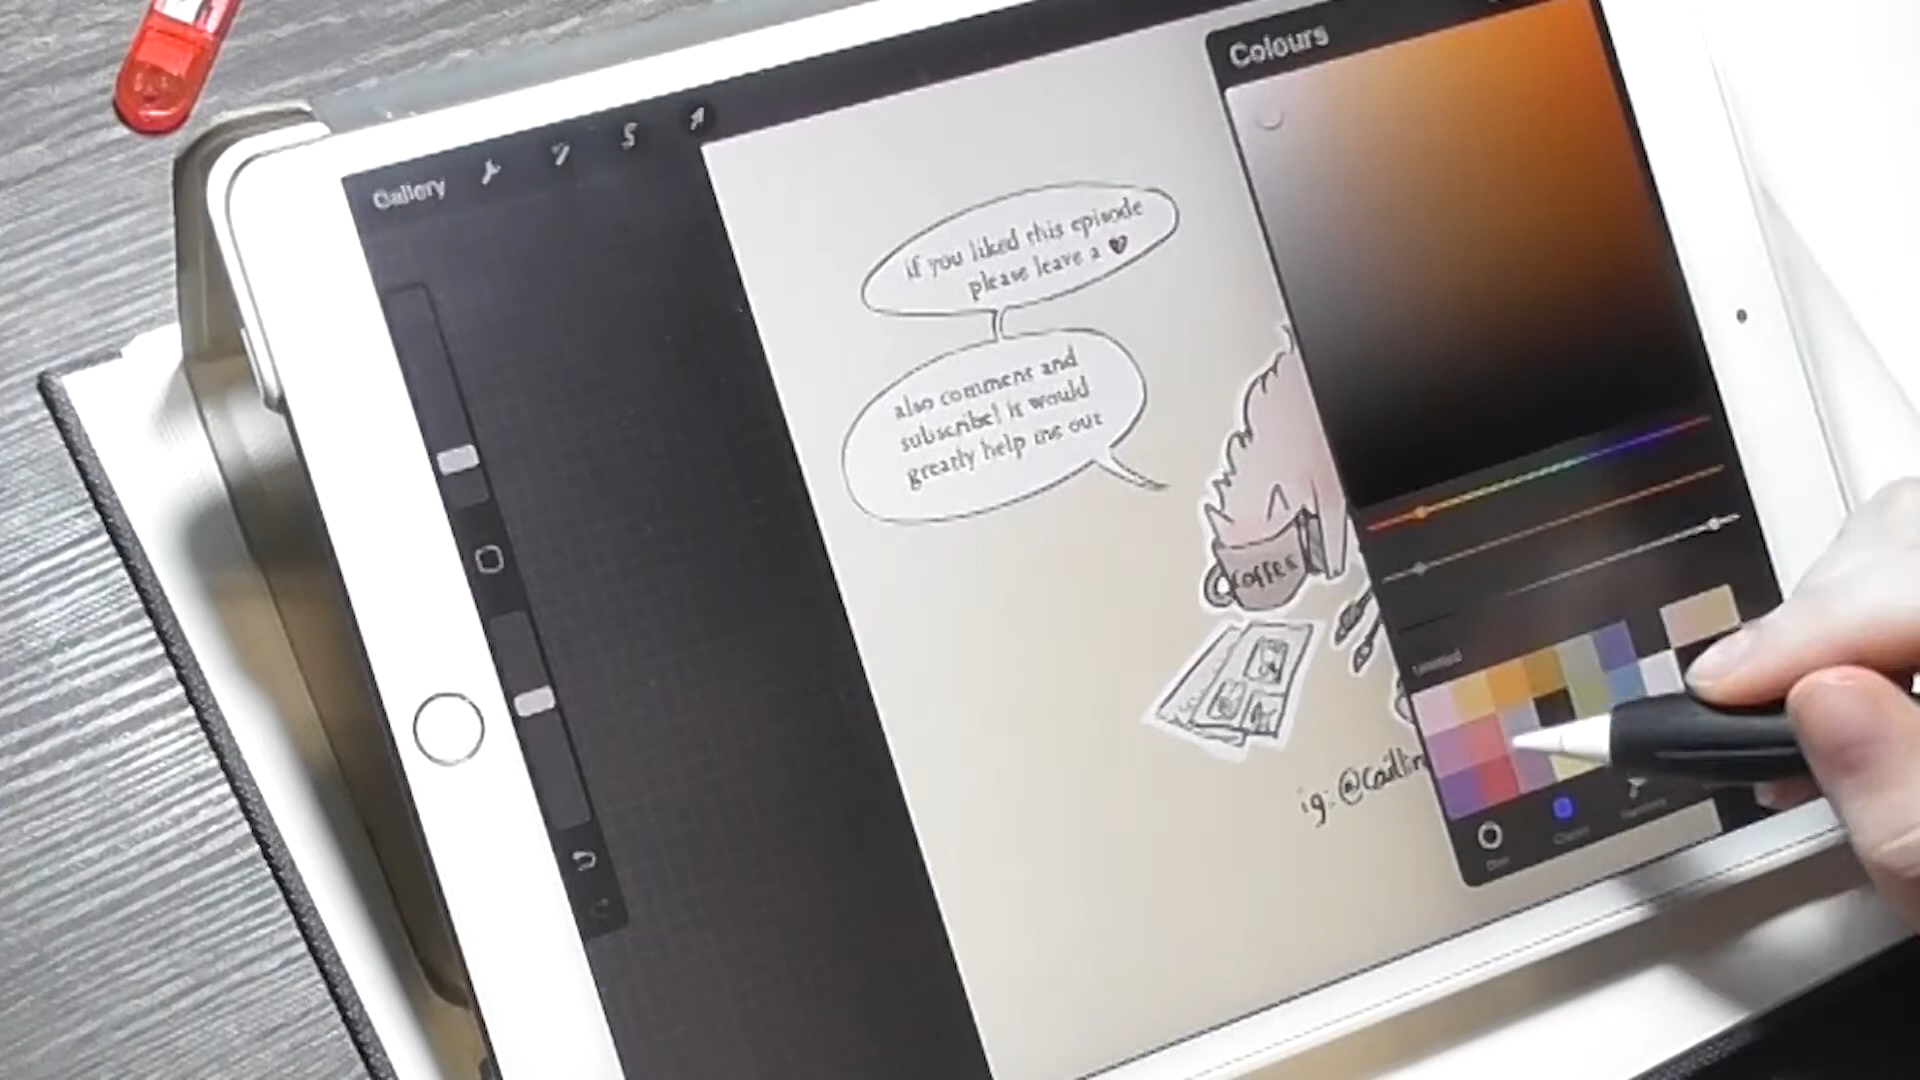 Colours
Gallery
if you liked this episode
please leave a
also comment and
subscribe! it would
greatly help me out
COFFEE
ig: @caitlin